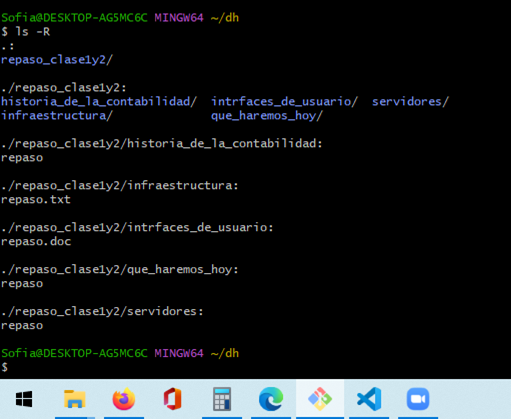 Sofia@DESKTOP-AG5MC6C MINGW64 ~/dh
$ ls -R
.:
repaso_clase1y2/

./repaso_clase1y2:
historia_de_la_contabilidad/  intrfaces_de_usuario/  servidores/
infraestructura/              que_haremos_hoy/

./repaso_clase1y2/historia_de_la_contabilidad:
repaso

./repaso_clase1y2/infraestructura:
repaso.txt

./repaso_clase1y2/intrfaces_de_usuario:
repaso.doc

./repaso_clase1y2/que_haremos_hoy:
repaso

./repaso_clase1y2/servidores:
repaso

Sofia@DESKTOP-AG5MC6C MINGW64 ~/dh
$